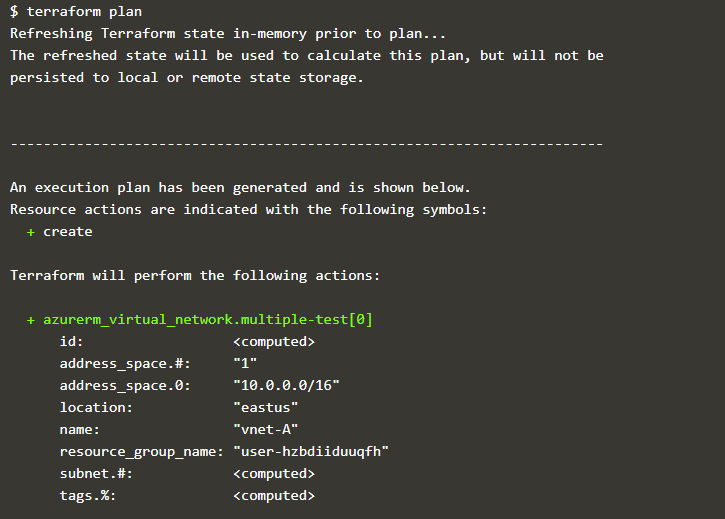 $ terraform plan
Refreshing Terraform state in-memory prior to plan...
The refreshed state will be used to calculate this plan, but will not be
persisted to local or remote state storage.
------------------------------------------------------------------------
An execution plan has been generated and is shown below.
Resource actions are indicated with the following symbols:
  + create
Terraform will perform the following actions:
  + azurerm_virtual_network.multiple-test[0]
      id:                  <computed>
      address_space.#:     "1"
      address_space.0:     "10.0.0.0/16"
      location:            "eastus"
      name:                "vnet-A"
      resource_group_name: "user-hzbdiiduuqfh"
      subnet.#:            <computed>
      tags.%:              <computed>